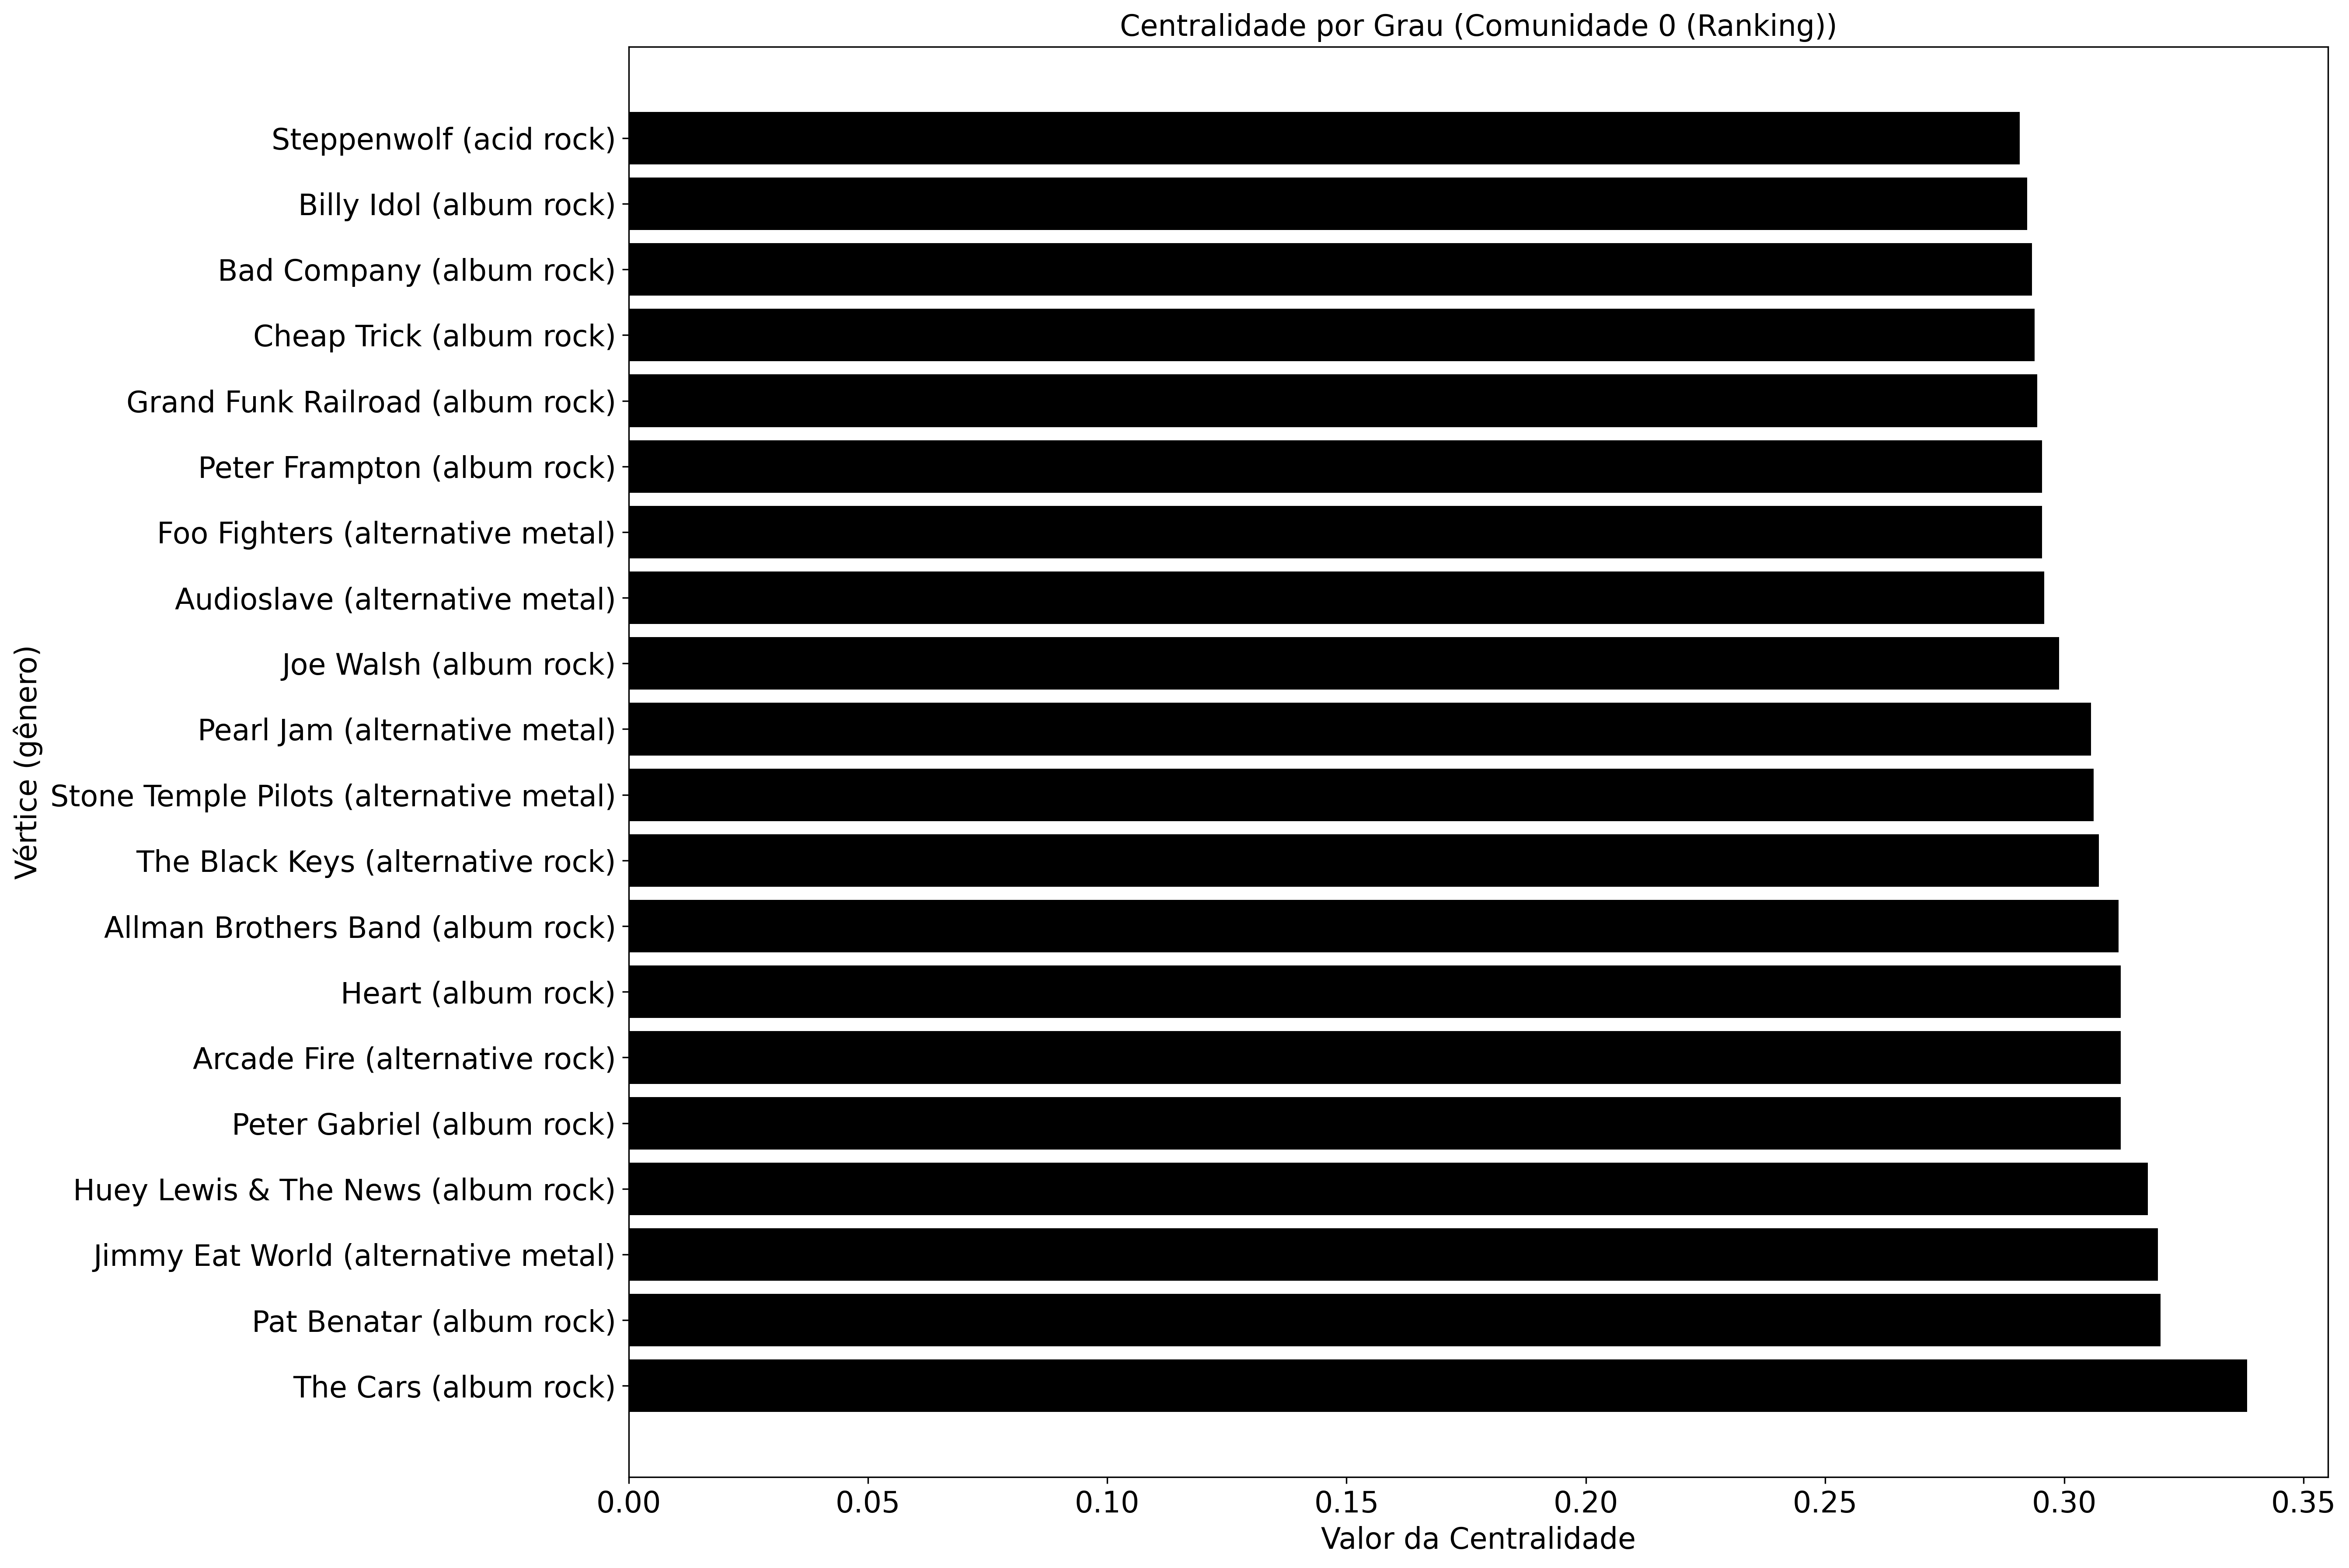 Centralidade por Grau (Comunidade 0 (Ranking))
Vértice (gênero)
Steppenwolf (acid rock)
Billy Idol (album rock)
Bad Company (album rock)
Cheap Trick (album rock)
Grand Funk Railroad (album rock)
Peter Frampton (album rock)
Foo Fighters (alternative metal)
Audioslave (alternative metal)
Joe Walsh (album rock)
Pearl Jam (alternative metal)
Stone Temple Pilots (alternative metal)
The Black Keys (alternative rock)
Allman Brothers Band (album rock)
Heart (album rock)
Arcade Fire (alternative rock)
Peter Gabriel (album rock)
Huey Lewis & The News (album rock)
Jimmy Eat World (alternative metal)
Pat Benatar (album rock)
The Cars (album rock)
0.00 0.05 0.10 0.15 0.20 0.25 0.30 0.35
Valor da Centralidade